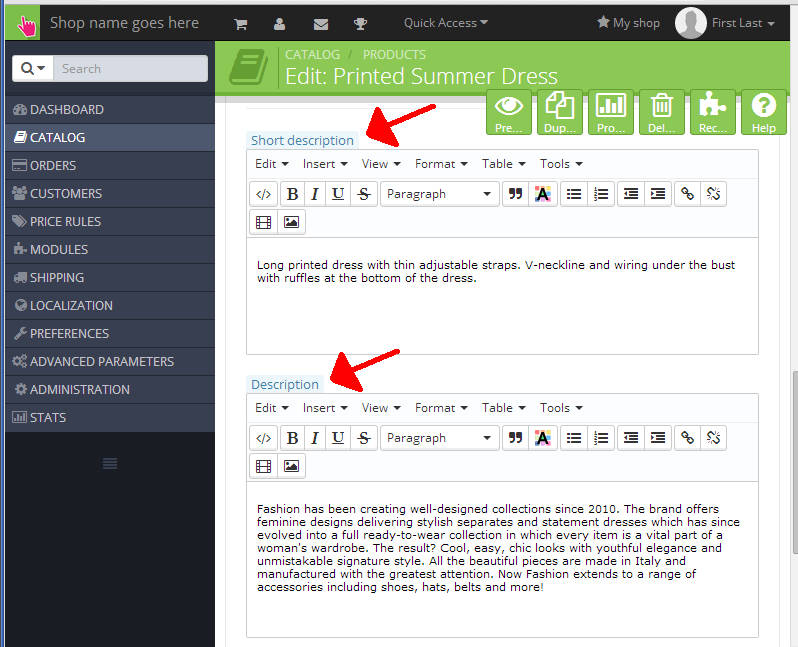 Shop name goes here
Quick Access
My shop
First Last
Search
DASHBOARD
CATALOG
ORDERS
CUSTOMERS
PRICE RULES
MODULES
SHIPPING
LOCALIZATION
PREFERENCES
ADVANCED PARAMETERS
ADMINISTRATION
STATS
CATALOG / PRODUCTS
Edit: Printed Summer Dress
Pre...
Dup...
Pro...
Del...
Rec...
Help
Short description
Edit Insert View Format Table Tools
</> B I U S Paragraph A
Long printed dress with thin adjustable straps. V-neckline and wiring under the bust
with ruffles at the bottom of the dress.
Description
Edit Insert View Format Table Tools
</> B I U S Paragraph A
Fashion has been creating well-designed collections since 2010. The brand offers
feminine designs delivering stylish separates and statement dresses which has since
evolved into a full ready-to-wear collection in which every item is a vital part of a
woman's wardrobe. The result? Cool, easy, chic looks with youthful elegance and
unmistakable signature style. All the beautiful pieces are made in Italy and
manufactured with the greatest attention. Now Fashion extends to a range of
accessories including shoes, hats, belts and more!